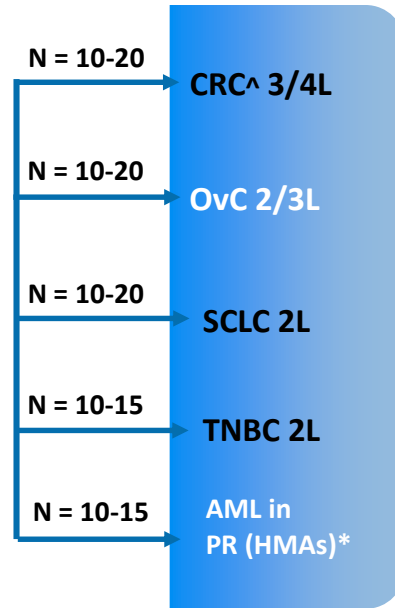 N = 10-20
CRC^ 3/4L
N = 10-20
OvC 2/3L
N = 10-20
SCLC 2L
N = 10-15
TNBC 2L
N = 10-15
AML in
PR (HMAs)*